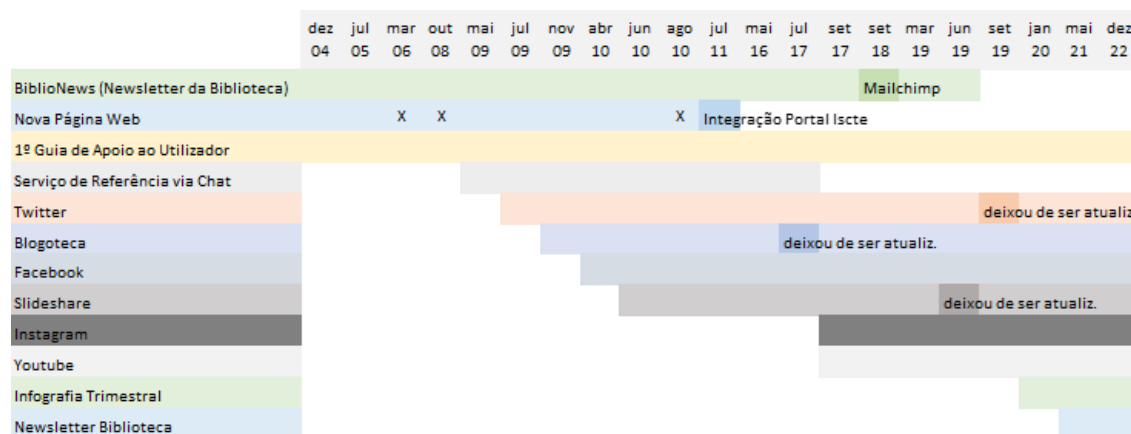 dez jul mar out mai jul nov abr jun ago jul mai jul set set mar jun set jan mai dez
04 05 06 08 09 09 09 10 10 10 11 16 17 17 18 19 19 19 20 21 22
BiblioNews (Newsletter da Biblioteca) Mailchimp
Nova Página Web X X X Integração Portal Iscte
1º Guia de Apoio ao Utilizador
Serviço de Referência via Chat
Twitter deixou de ser atualiz
Blogoteca deixou de ser atualiz.
Facebook
Slideshare deixou de ser atualiz.
Instagram
Youtube
Infografia Trimestral
Newsletter Biblioteca